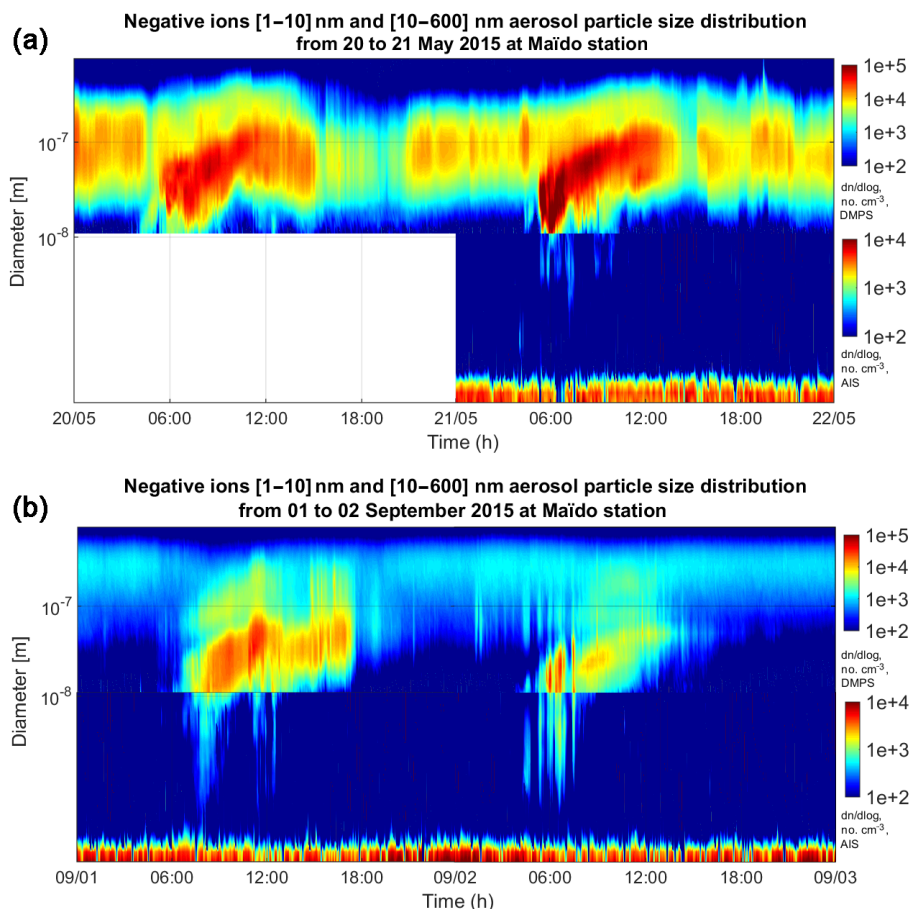 (a)
Negative ions [1–10] nm and [10–600] nm aerosol particle size distribution
from 20 to 21 May 2015 at Maïdo station
Diameter [m]
10⁻⁷
10⁻⁸
20/05 06:00 12:00 18:00 21/05 06:00 12:00 18:00 22/05
Time (h)
1e+5
1e+4
1e+3
1e+2
dn/dlog,
no. cm⁻³,
DMPS
1e+4
1e+3
1e+2
dn/dlog,
no. cm⁻³,
AIS
(b)
Negative ions [1–10] nm and [10–600] nm aerosol particle size distribution
from 01 to 02 September 2015 at Maïdo station
Diameter [m]
10⁻⁷
10⁻⁸
09/01 06:00 12:00 18:00 09/02 06:00 12:00 18:00 09/03
Time (h)
1e+5
1e+4
1e+3
1e+2
dn/dlog,
no. cm⁻³,
DMPS
1e+4
1e+3
1e+2
dn/dlog,
no. cm⁻³,
AIS